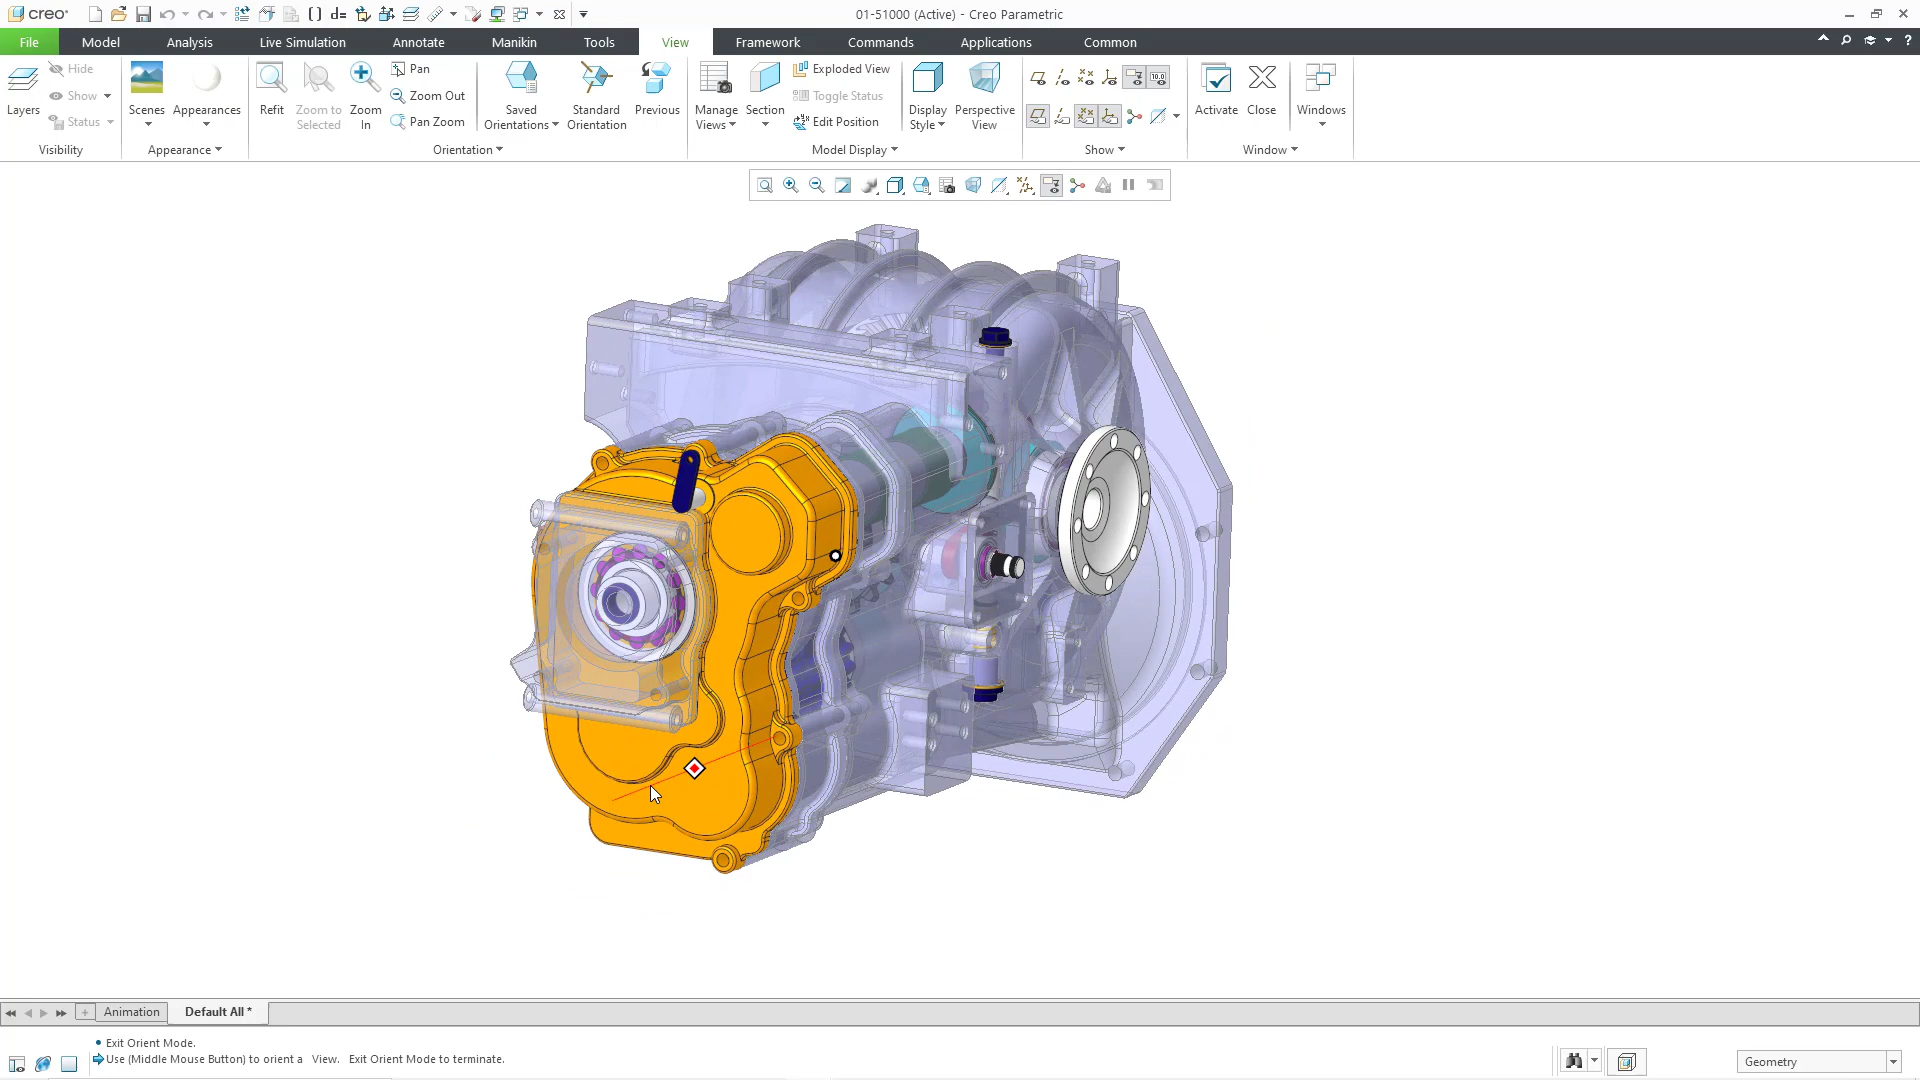 creo
01-51000 (Active) - Creo Parametric
File Model Analysis Live Simulation Annotate Manikin Tools View Framework Commands Applications Common
Layers
Hide
Show
Status
Visibility
Scenes
Appearances
Appearance
Refit
Zoom to Selected
Zoom In
Pan
Zoom Out
Pan Zoom
Saved Orientations
Standard Orientation
Previous
Orientation
Manage Views
Section
Exploded View
Toggle Status
Edit Position
Display Style
Perspective View
Model Display
10.0
Show
Activate
Close
Windows
Window
Animation
Default All *
• Exit Orient Mode.
Use (Middle Mouse Button) to orient a View. Exit Orient Mode to terminate.
Geometry